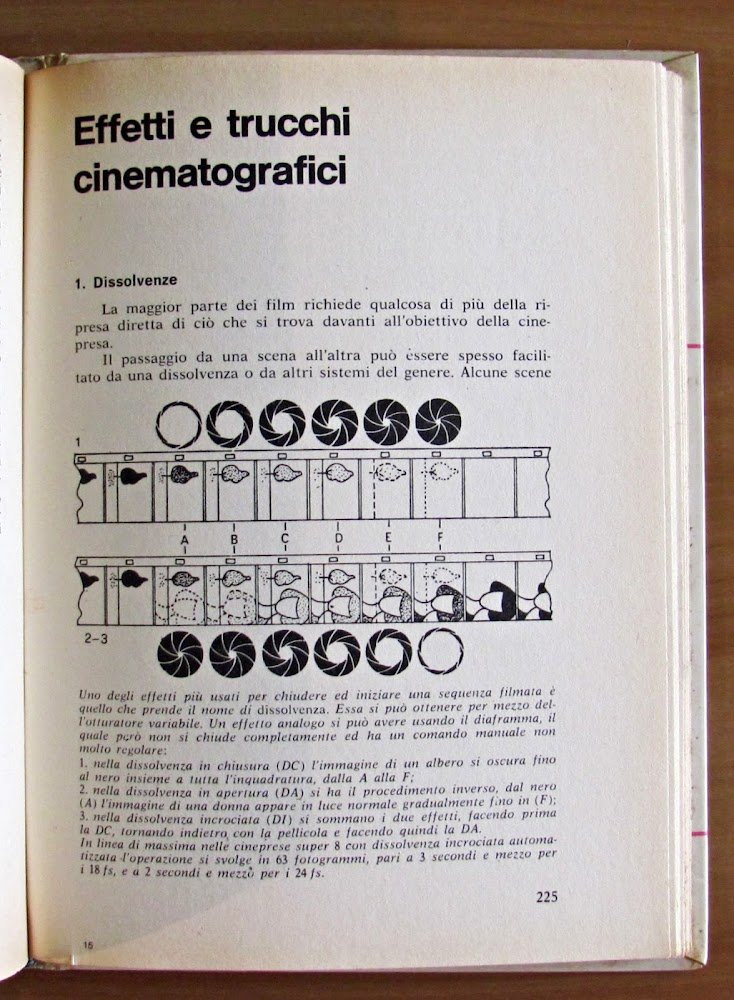 Effetti e trucchi
cinematografici
1. Dissolvenze
La maggior parte dei film richiede qualcosa di più della ri-
presa diretta di ciò che si trova davanti all'obiettivo della cine-
presa.
Il passaggio da una scena all'altra può essere spesso facili-
tato da una dissolvenza o da altri sistemi del genere. Alcune scene
1
A B C D E F
2-3
Uno degli effetti più usati per chiudere ed iniziare una sequenza filmata è
quello che prende il nome di dissolvenza. Essa si può ottenere per mezzo del-
l'otturatore variabile. Un effetto analogo si può avere usando il diaframma, il
quale però non si chiude completamente ed ha un comando manuale non
molto regolare:
1. nella dissolvenza in chiusura (DC) l'immagine di un albero si oscura fino
al nero insieme a tutta l'inquadratura, dalla A alla F;
2. nella dissolvenza in apertura (DA) si ha il procedimento inverso, dal nero
(A) l'immagine di una donna appare in luce normale gradualmente fino in (F);
3. nella dissolvenza incrociata (DI) si sommano i due effetti, facendo prima
la DC, tornando indietro con la pellicola e facendo quindi la DA.
In linea di massima nelle cineprese super 8 con dissolvenza incrociata automa-
tizzata l'operazione si svolge in 63 fotogrammi, pari a 3 secondi e mezzo per
i 18 fs, e a 2 secondi e mezzo per i 24 fs.
225
15